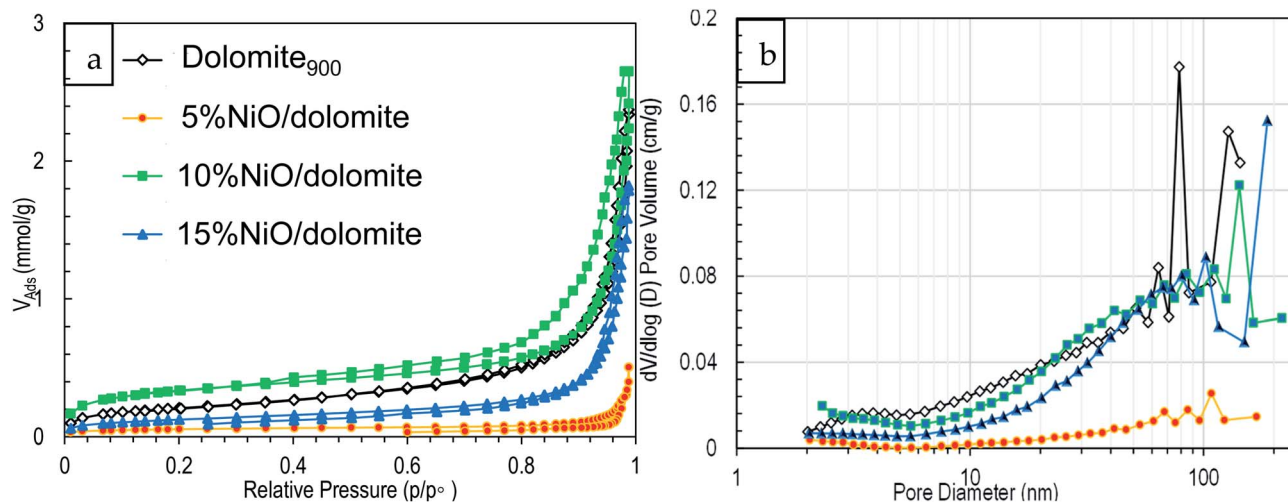 a
Dolomite900
5%NiO/dolomite
10%NiO/dolomite
15%NiO/dolomite
3
2
1
0
0
0.2
0.4
0.6
0.8
1
VAds (mmol/g)
Relative Pressure (p/p°)
b
0.2
0.16
0.12
0.08
0.04
0
1
10
100
dV/dlog (D) Pore Volume (cm/g)
Pore Diameter (nm)